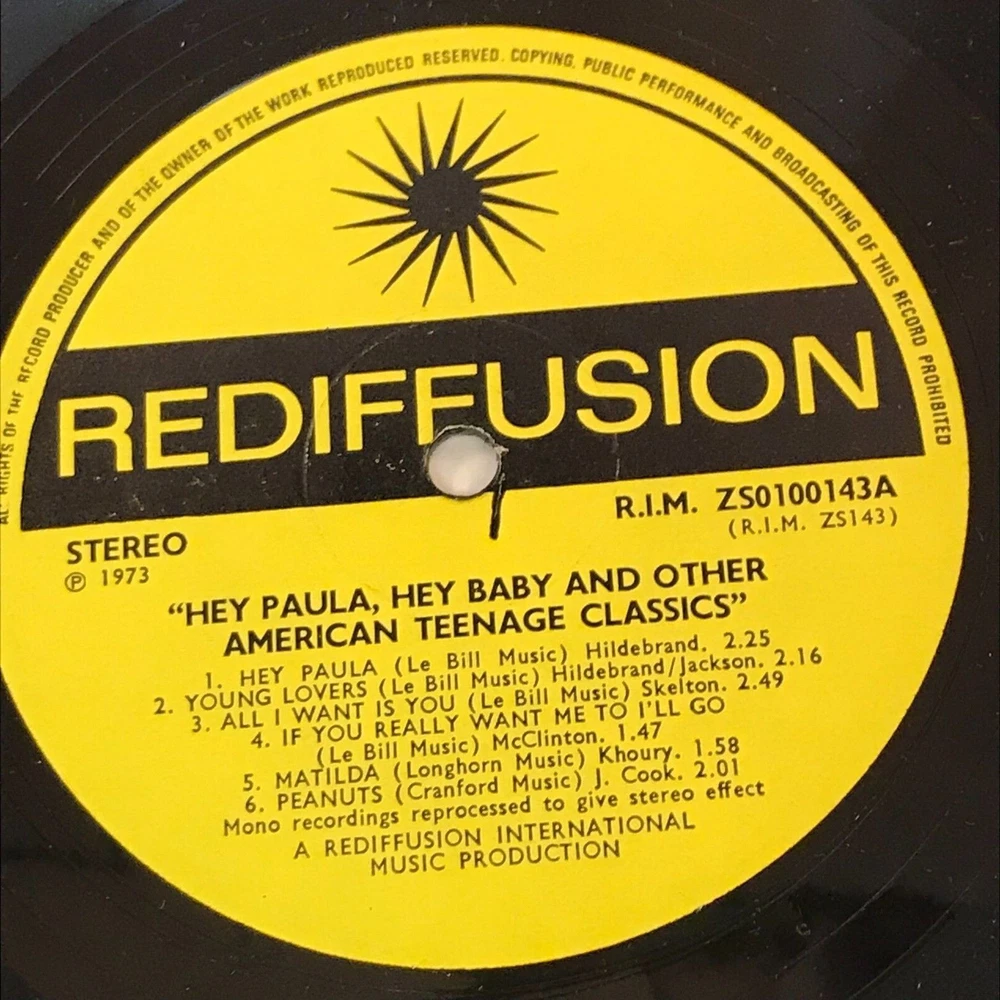 ALL RIGHTS OF THE RECORD PRODUCER AND OF THE OWNER OF THE WORK REPRODUCED RESERVED. COPYING, PUBLIC PERFORMANCE AND BROADCASTING OF THIS RECORD PROHIBITED
REDIFFUSION
STEREO
℗ 1973
R.I.M. ZS0100143A
(R.I.M. ZS143)
“HEY PAULA, HEY BABY AND OTHER
AMERICAN TEENAGE CLASSICS”
1. HEY PAULA (Le Bill Music) Hildebrand. 2.25
2. YOUNG LOVERS (Le Bill Music) Hildebrand/Jackson. 2.16
3. ALL I WANT IS YOU (Le Bill Music) Skelton. 2.49
4. IF YOU REALLY WANT ME TO I'LL GO
(Le Bill Music) McClinton. 1.47
5. MATILDA (Longhorn Music) Khoury. 1.58
6. PEANUTS (Cranford Music) J. Cook. 2.01
Mono recordings reprocessed to give stereo effect
A REDIFFUSION INTERNATIONAL
MUSIC PRODUCTION